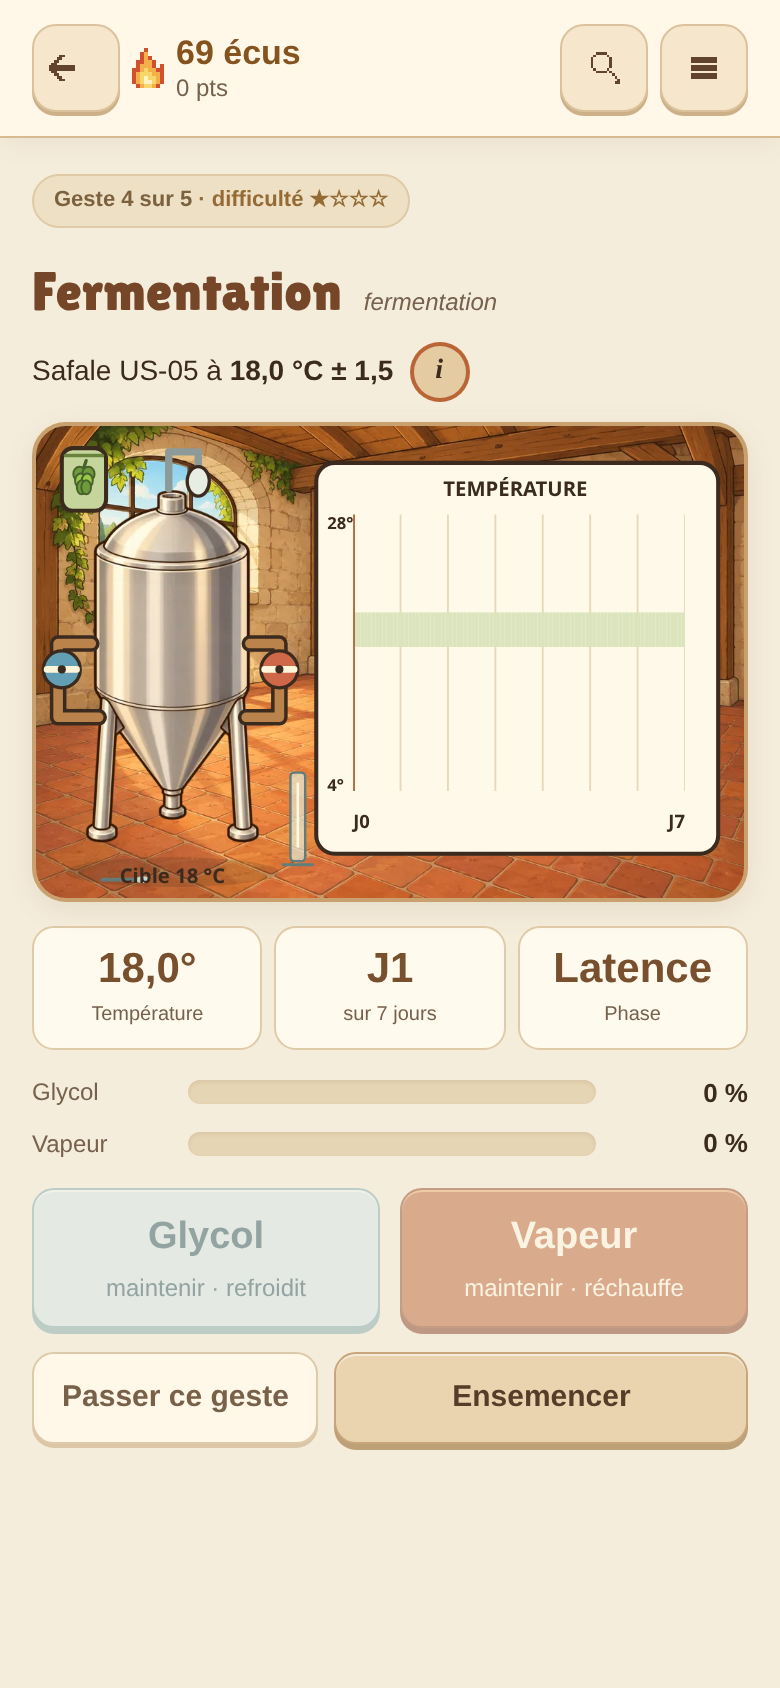 69 écus
0 pts
Geste 4 sur 5 · difficulté ★☆☆☆
Fermentation fermentation
Safale US-05 à 18,0 °C ± 1,5 i
TEMPÉRATURE
28°
4°
J0 J7
Cible 18 °C
18,0° J1 Latence
Température sur 7 jours Phase
Glycol 0 %
Vapeur 0 %
Glycol Vapeur
maintenir · refroidit maintenir · réchauffe
Passer ce geste Ensemencer